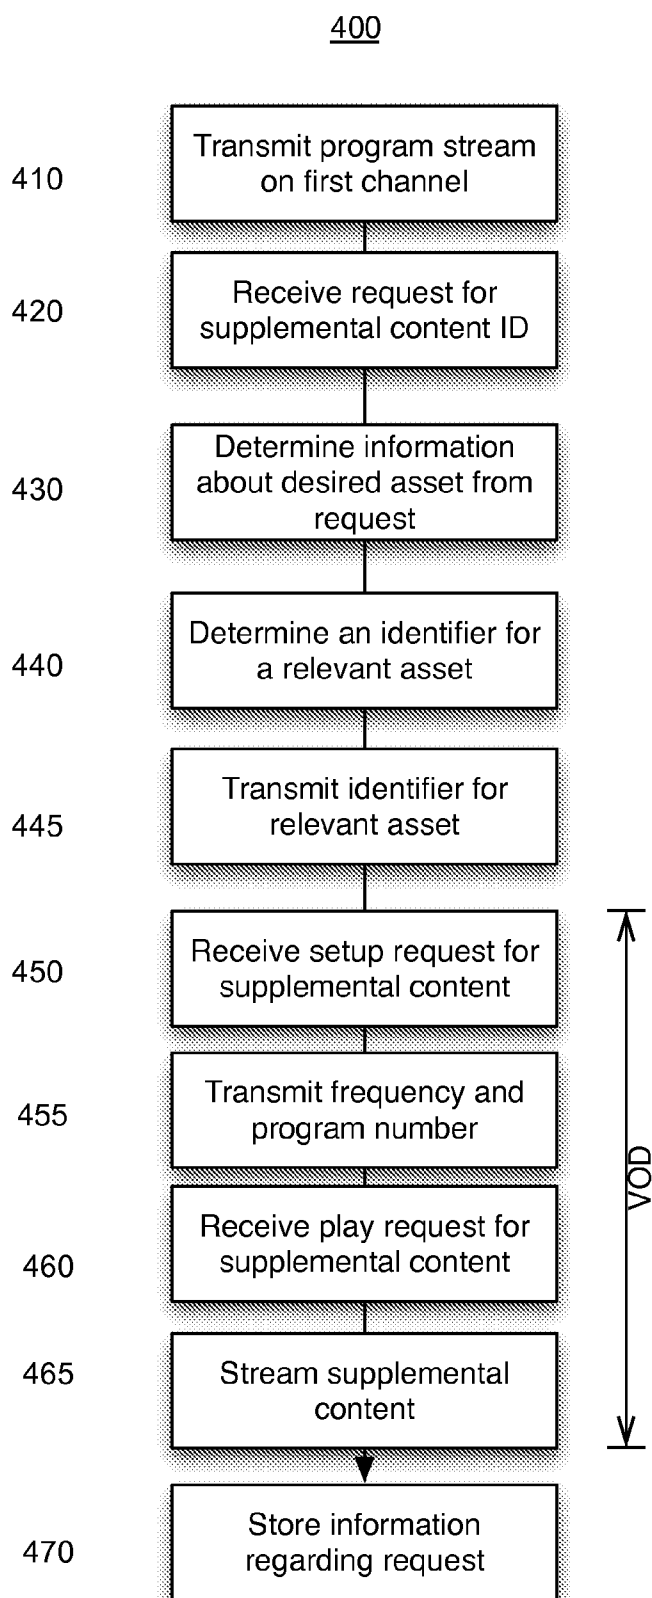 400
410
Transmit program stream
on first channel
420
Receive request for
supplemental content ID
430
Determine information
about desired asset from
request
440
Determine an identifier for
a relevant asset
445
Transmit identifier for
relevant asset
450
Receive setup request for
supplemental content
455
Transmit frequency and
program number
VOD
460
Receive play request for
supplemental content
465
Stream supplemental
content
470
Store information
regarding request